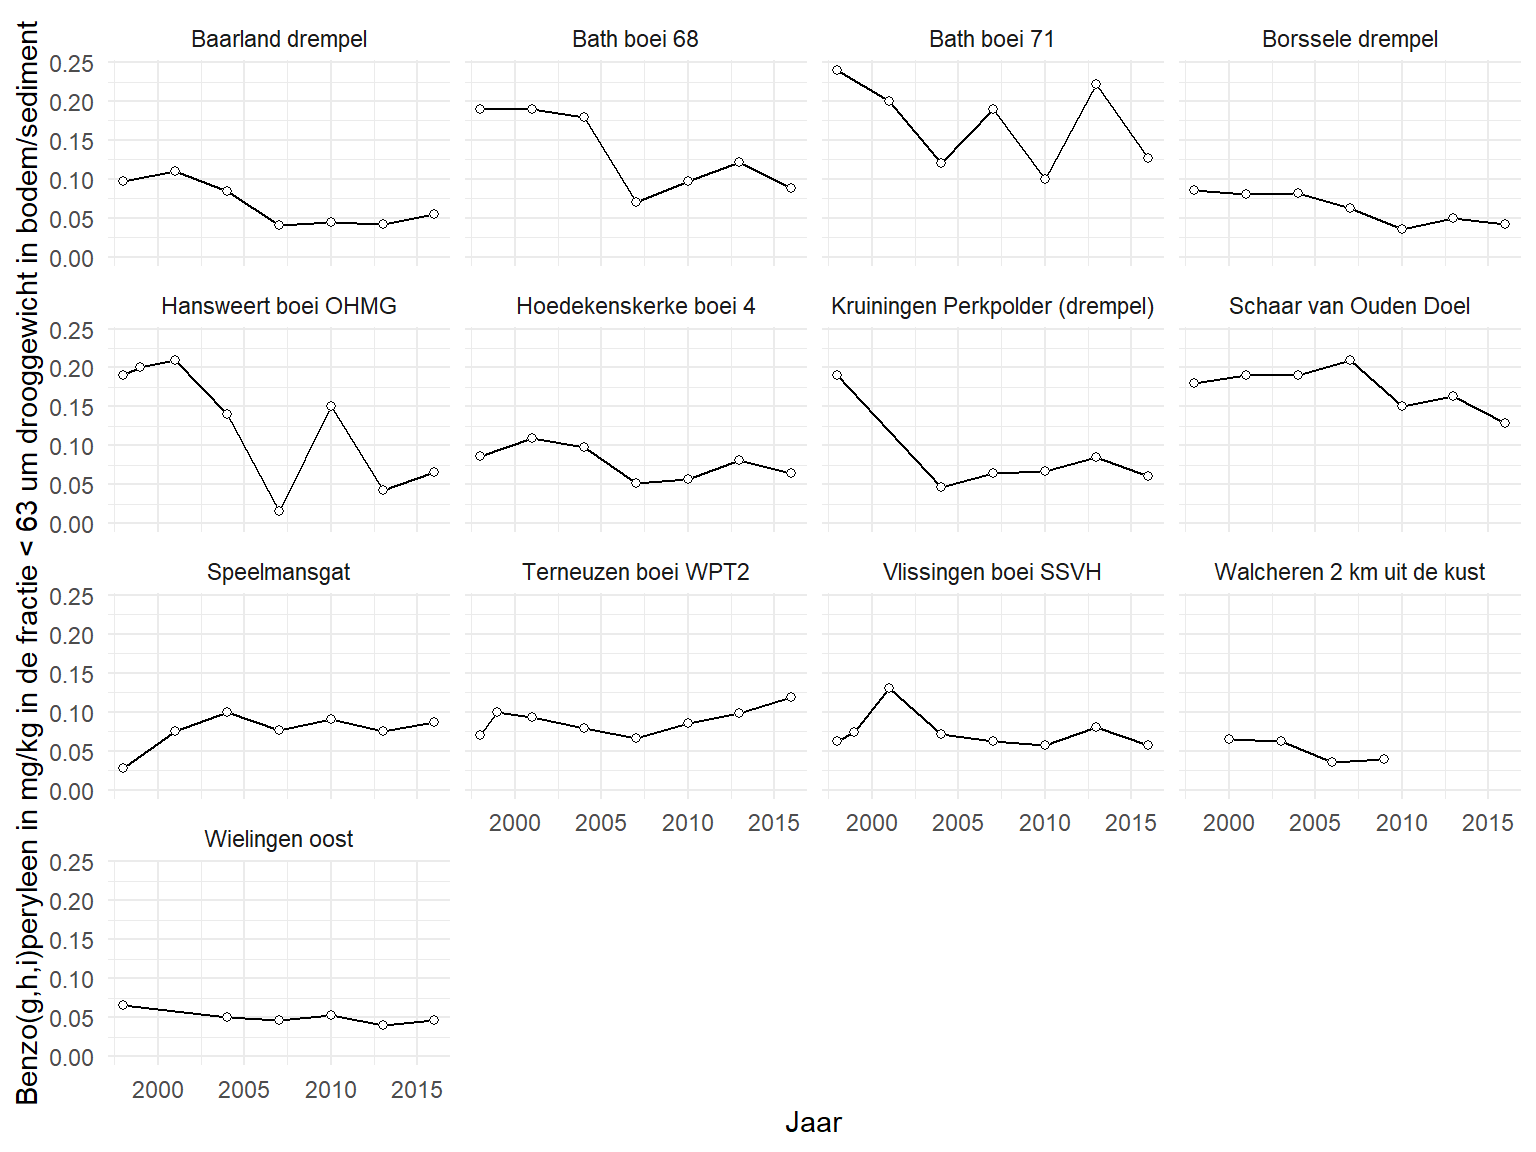 Benzo(g,h,i)peryleen in mg/kg in de fractie < 63 um drooggewicht in bodem/sediment
Baarland drempel
Bath boei 68
Bath boei 71
Borssele drempel
0.25
0.20
0.15
0.10
0.05
0.00
Hansweert boei OHMG
Hoedekenskerke boei 4
Kruiningen Perkpolder (drempel)
Schaar van Ouden Doel
0.25
0.20
0.15
0.10
0.05
0.00
Speelmansgat
Terneuzen boei WPT2
Vlissingen boei SSVH
Walcheren 2 km uit de kust
0.25
0.20
0.15
0.10
0.05
0.00
2000 2005 2010 2015
2000 2005 2010 2015
2000 2005 2010 2015
Wielingen oost
0.25
0.20
0.15
0.10
0.05
0.00
2000 2005 2010 2015
Jaar